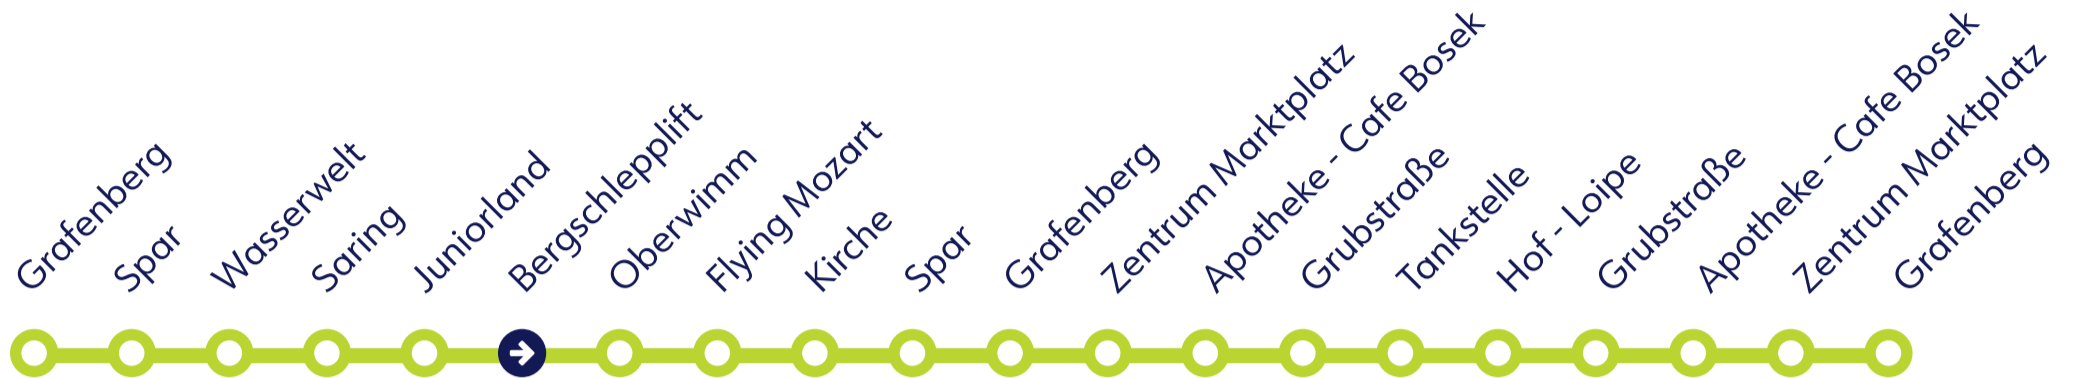 Grafenberg
Spar
Wasserwelt
Saring
Juniorland
Bergschlepplift
Oberwimm
Flying Mozart
Kirche
Spar
Grafenberg
Zentrum Marktplatz
Apotheke - Cafe Bosek
Grubstraße
Tankstelle
Hof - Loipe
Grubstraße
Apotheke - Cafe Bosek
Zentrum Marktplatz
Grafenberg